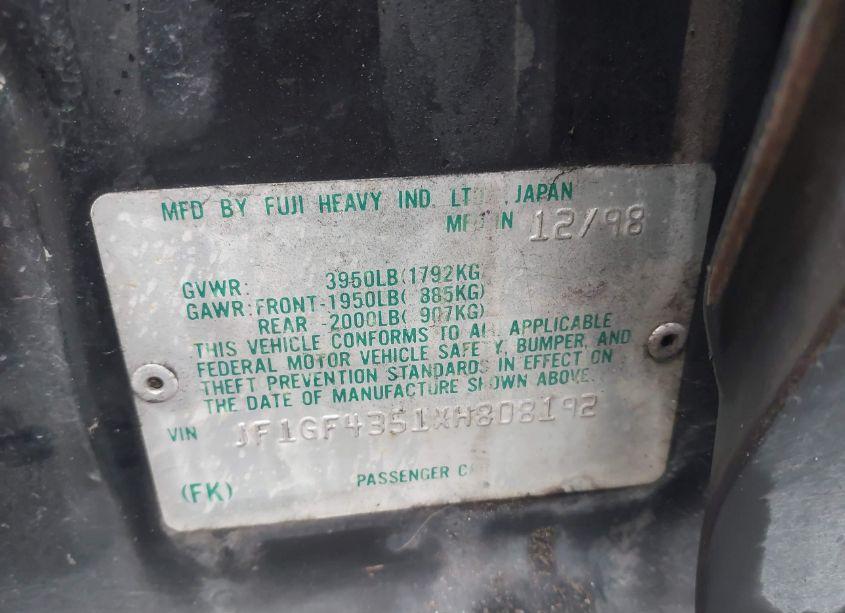 MFD BY FUJI HEAVY IND. LTD., JAPAN
MFD IN 12/98
GVWR: 3950LB(1792KG
GAWR: FRONT-1950LB( 885KG)
REAR -2000LB( 907KG)
THIS VEHICLE CONFORMS TO ALL APPLICABLE
FEDERAL MOTOR VEHICLE SAFETY, BUMPER, AND
THEFT PREVENTION STANDARDS IN EFFECT ON
THE DATE OF MANUFACTURE SHOWN ABOVE.
VIN JF1GF4351XH808192
PASSENGER C
(FK)